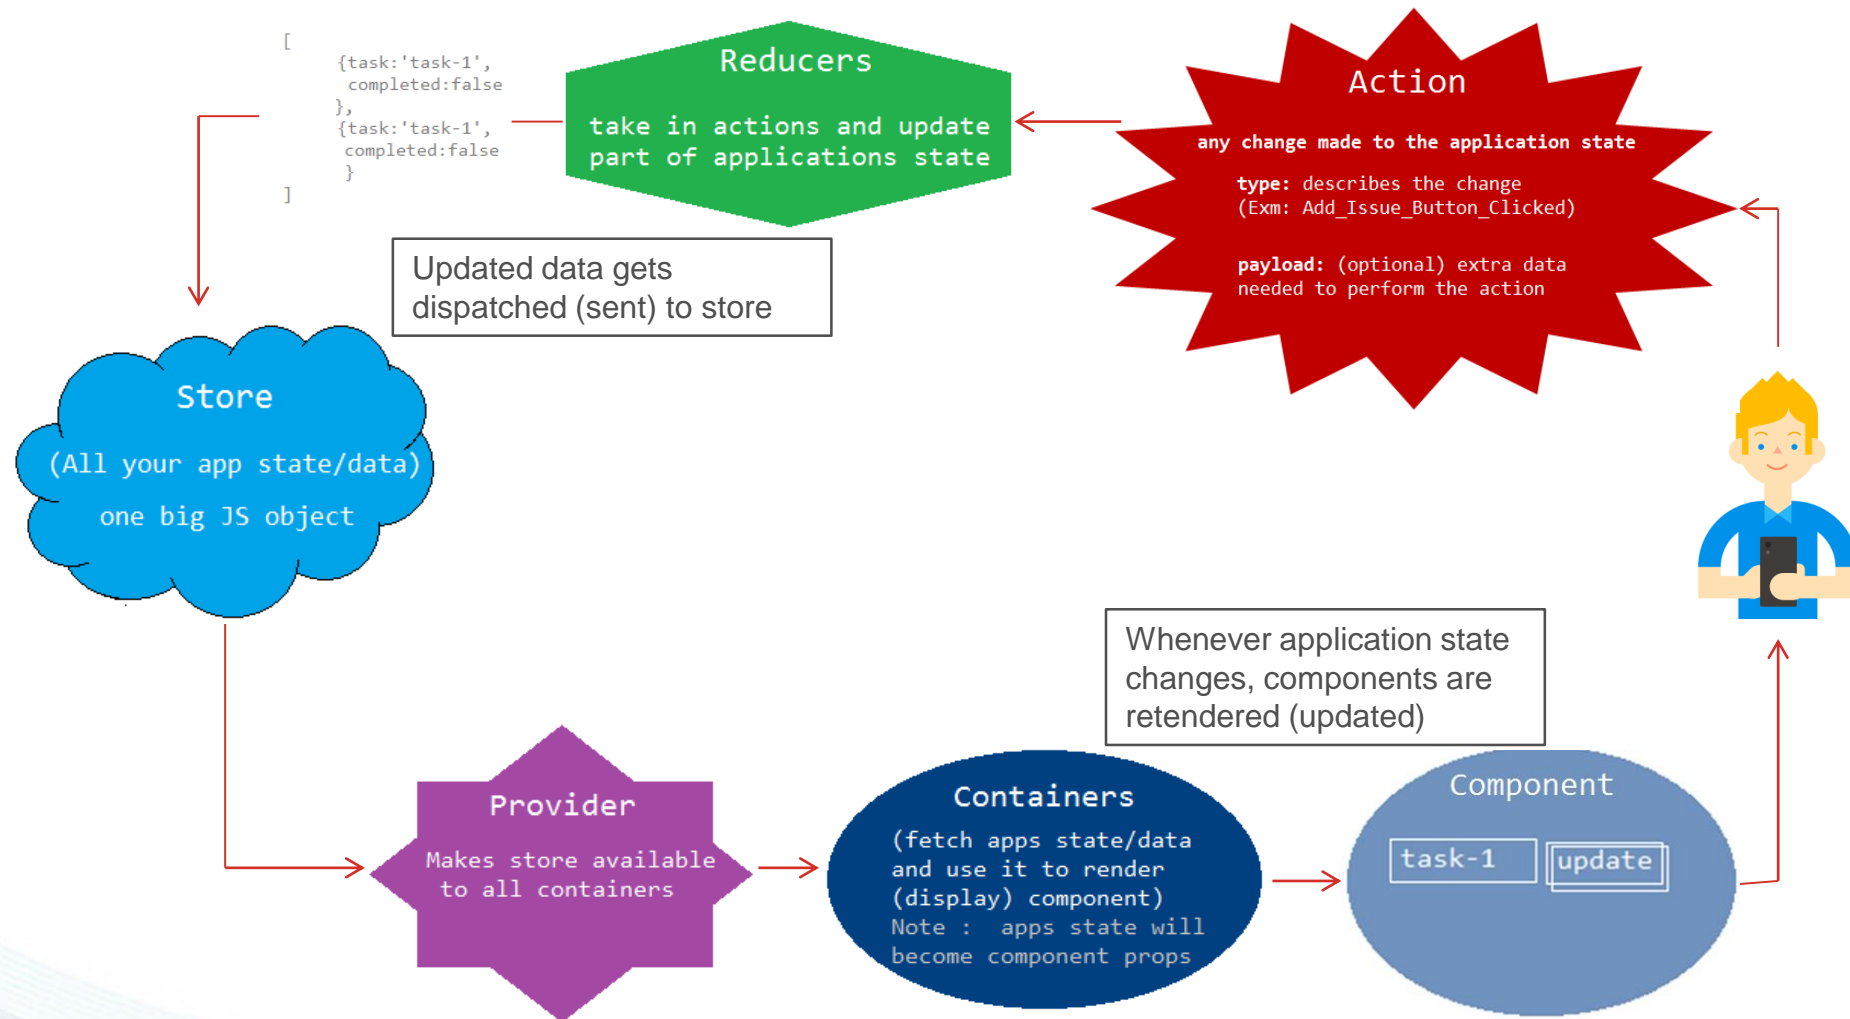 [
{task:'task-1',
completed:false
},
{task:'task-1',
completed:false
}
]
Reducers
take in actions and update
part of applications state
Action
any change made to the application state
type: describes the change
(Exm: Add_Issue_Button_Clicked)
payload: (optional) extra data
needed to perform the action
Updated data gets
dispatched (sent) to store
Store
(All your app state/data)
one big JS object
Whenever application state
changes, components are
retendered (updated)
Provider
Makes store available
to all containers
Containers
(fetch apps state/data
and use it to render
(display) component)
Note : apps state will
become component props
Component
task-1
update